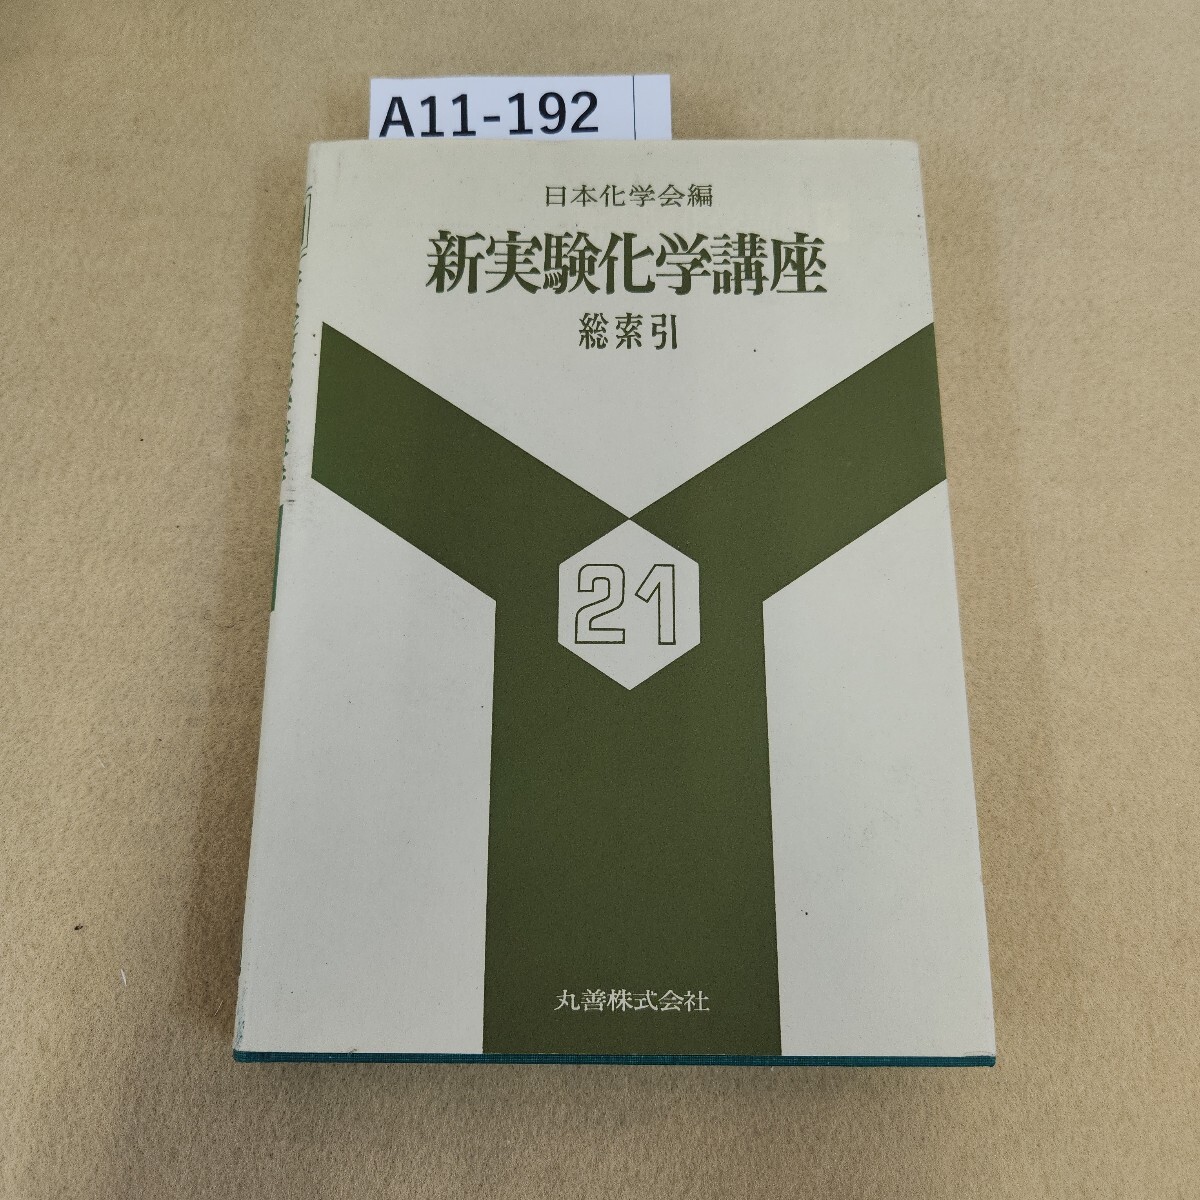 A11-192
日本化学会編
新実験化学講座
総索引
21
丸善株式会社